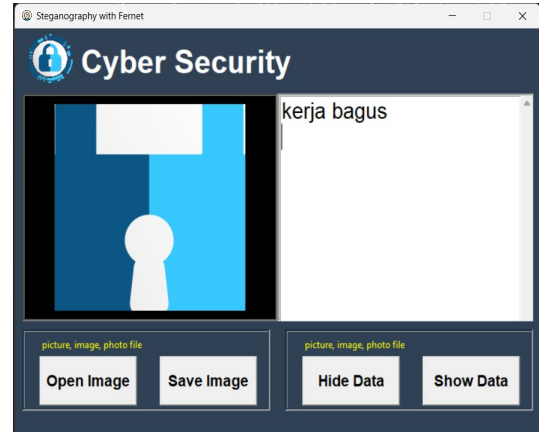 Steganography with Fernet
Cyber Security
kerja bagus
picture, image, photo file
Open Image
Save Image
picture, image, photo file
Hide Data
Show Data